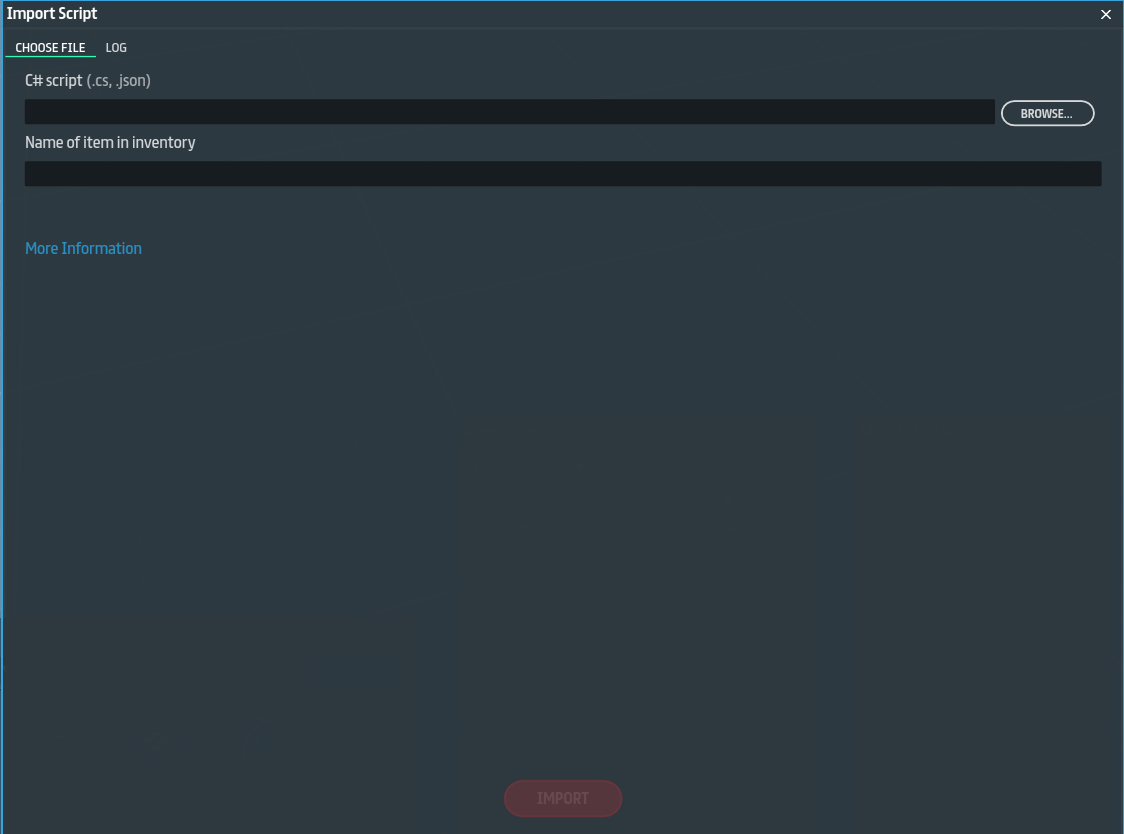 Import Script
CHOOSE FILE LOG
C# script (.cs, .json)
BROWSE...
Name of item in inventory
More Information
IMPORT